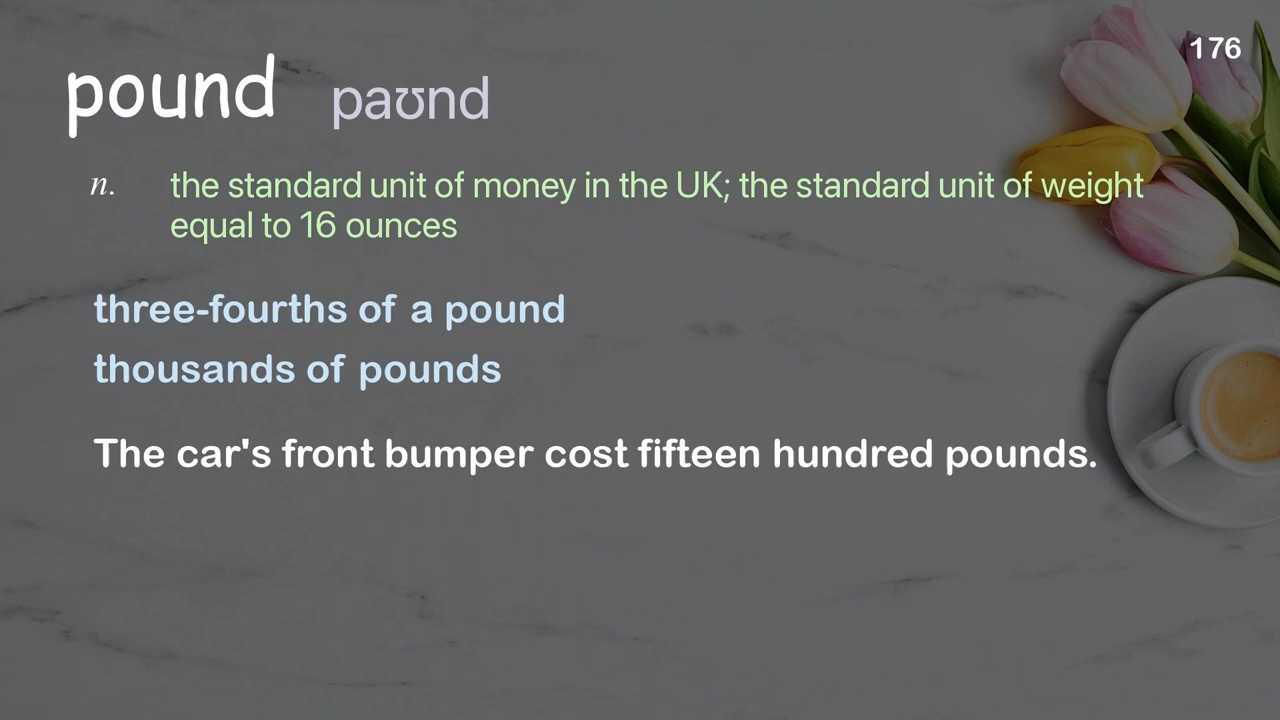 176
pound paʊnd
n. the standard unit of money in the UK; the standard unit of weight
equal to 16 ounces
three-fourths of a pound
thousands of pounds
The car's front bumper cost fifteen hundred pounds.